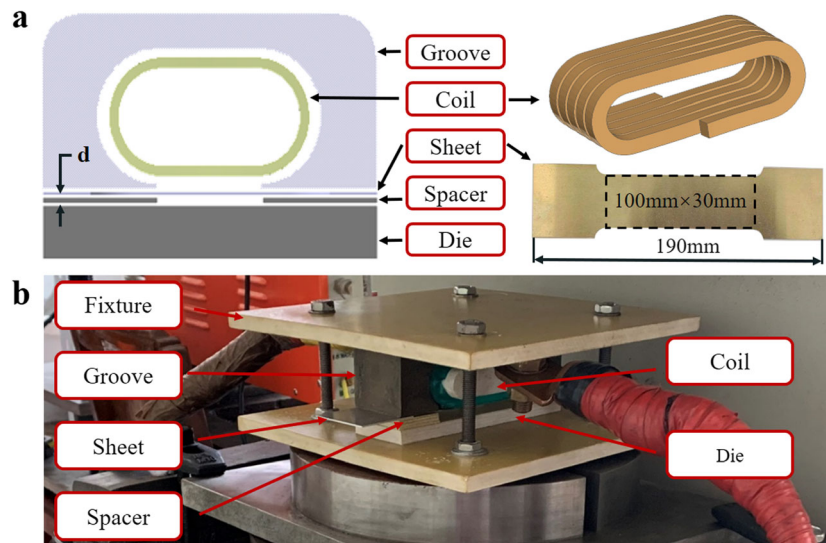 a
Groove
Coil
d
Sheet
Spacer
Die
100mm×30mm
190mm
b
Fixture
Groove
Sheet
Spacer
Coil
Die